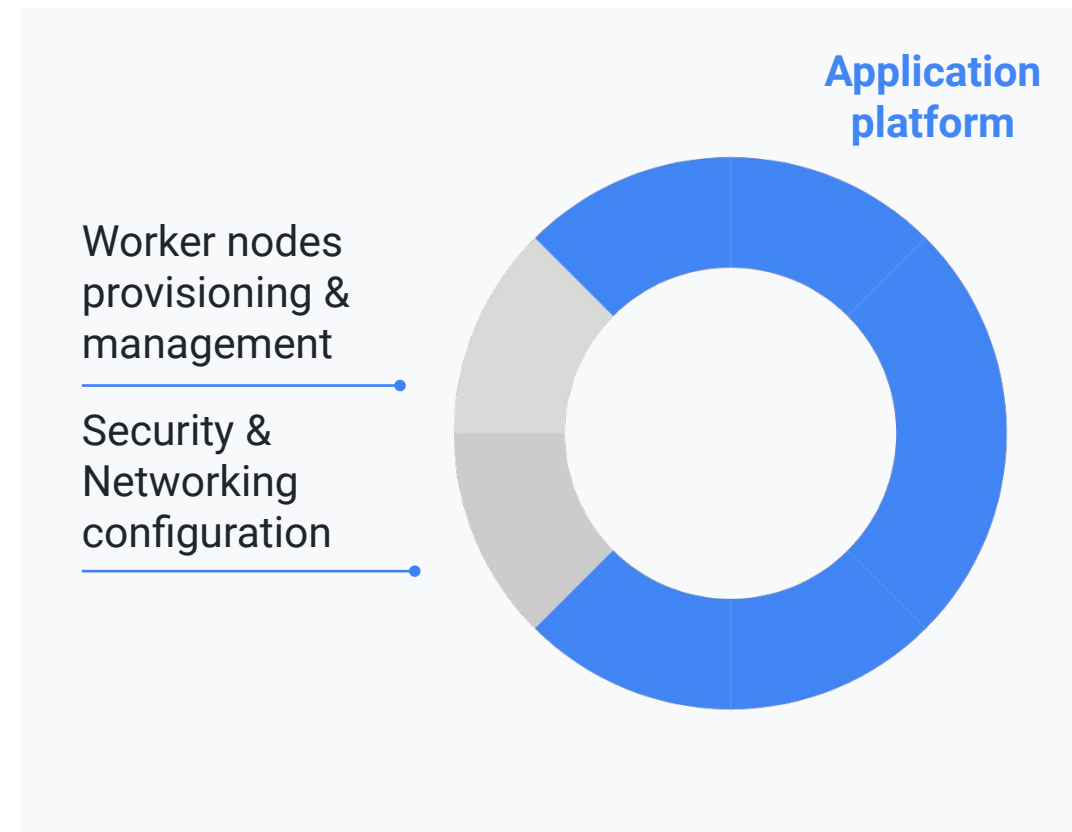 Application
platform
Worker nodes
provisioning &
management
Security &
Networking
configuration